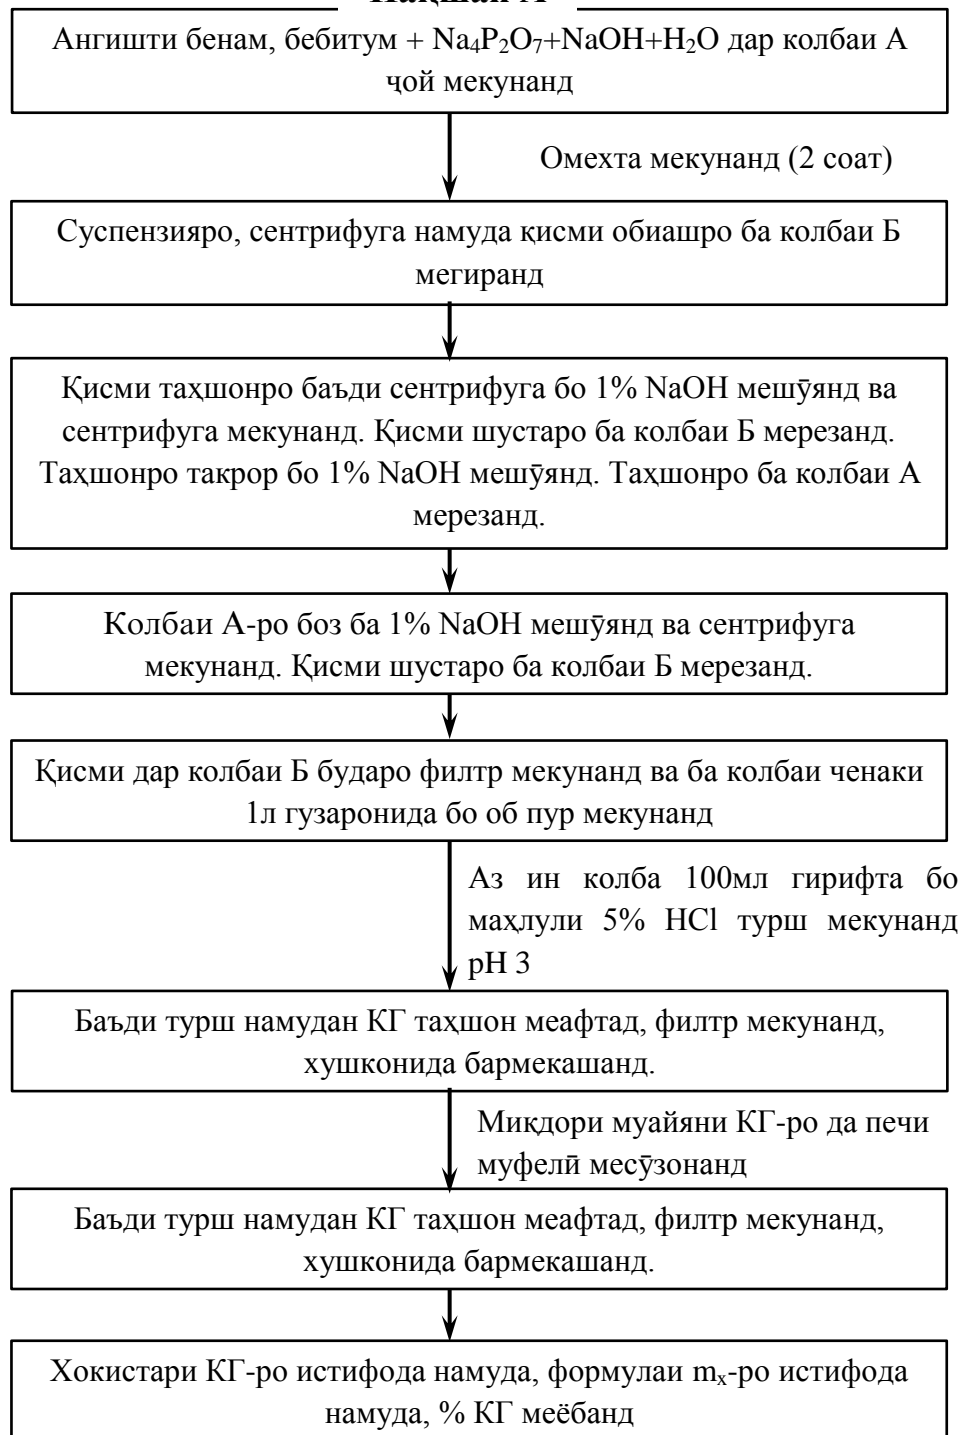 Ангишти бенам, бебитум + Na₄P₂O₇+NaOH+H₂O дар колбаи А
ҷой мекунанд
Омехта мекунанд (2 соат)
Суспензияро, сентрифуга намуда қисми обиашро ба колбаи Б
мегиранд
Қисми таҳшонро баъди сентрифуга бо 1% NaOH мешӯянд ва
сентрифуга мекунанд. Қисми шустаро ба колбаи Б мерезанд.
Таҳшонро такрор бо 1% NaOH мешӯянд. Таҳшонро ба колбаи А
мерезанд.
Колбаи А-ро боз ба 1% NaOH мешӯянд ва сентрифуга
мекунанд. Қисми шустаро ба колбаи Б мерезанд.
Қисми дар колбаи Б бударо филтр мекунанд ва ба колбаи ченаки
1л гузаронида бо об пур мекунанд
Аз ин колба 100мл гирифта бо
маҳлули 5% HCl турш мекунанд
pH 3
Баъди турш намудан КГ таҳшон меафтад, филтр мекунанд,
хушконида бармекашанд.
Миқдори муайяни КГ-ро да печи
муфелӣ месӯзонанд
Баъди турш намудан КГ таҳшон меафтад, филтр мекунанд,
хушконида бармекашанд.
Хокистари КГ-ро истифода намуда, формулаи mₓ-ро истифода
намуда, % КГ меёбанд